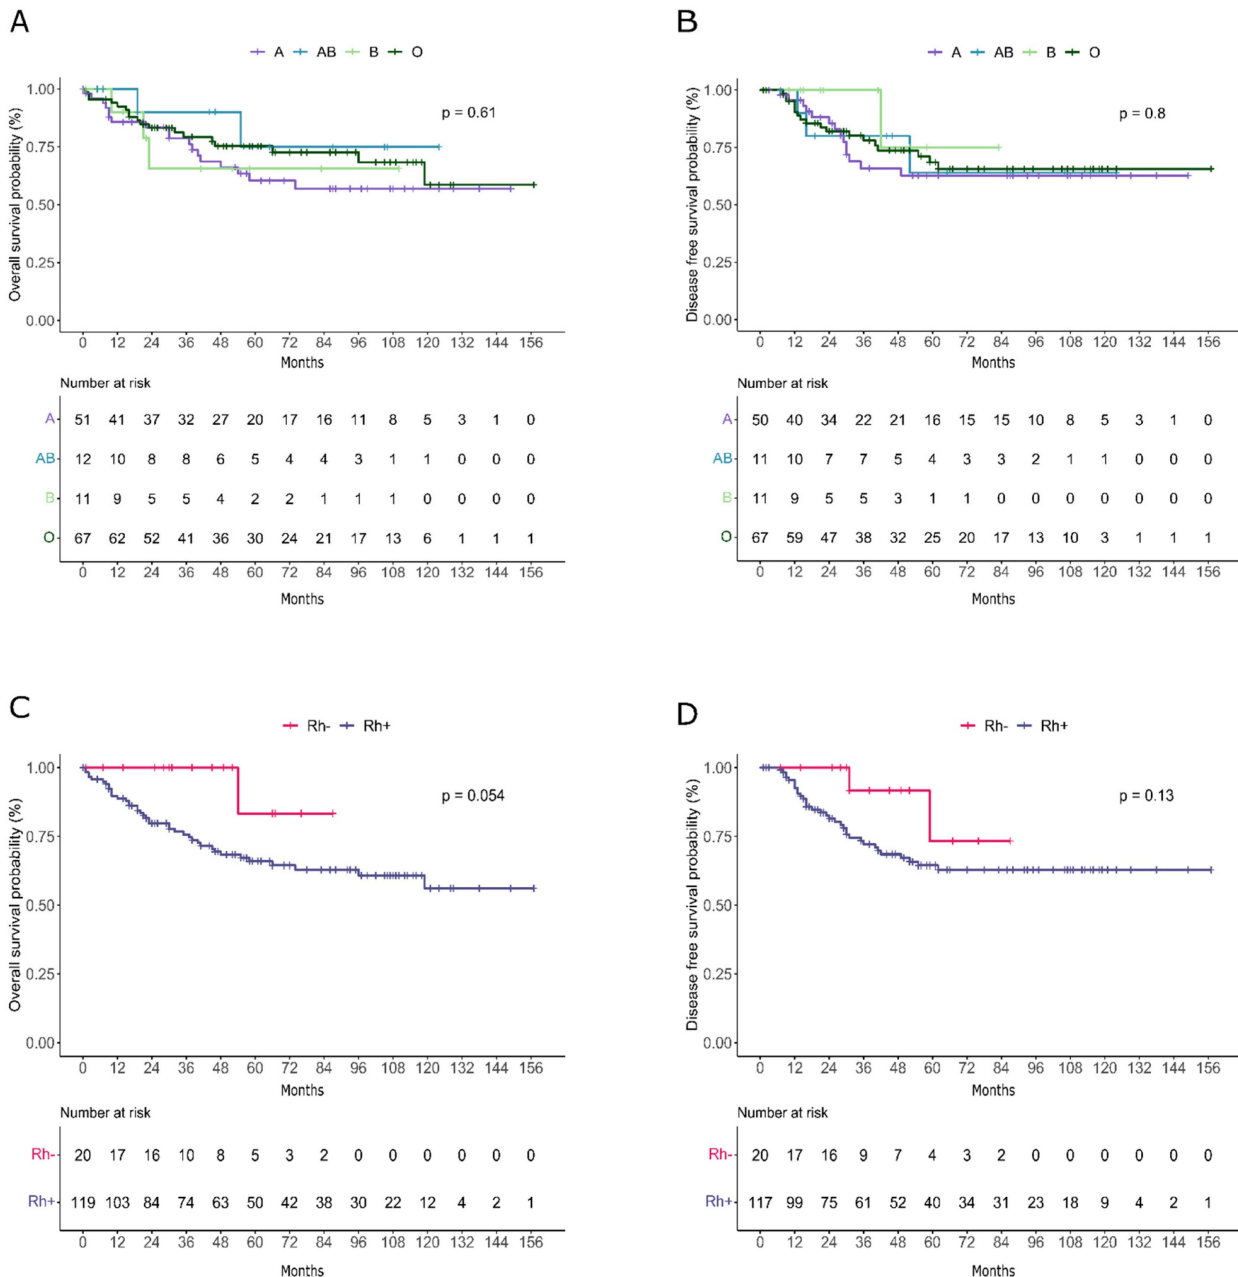 A
A AB B O
Overall survival probability (%)
1.00
0.75
0.50
0.25
0.00
p = 0.61
0 12 24 36 48 60 72 84 96 108 120 132 144 156
Months
Number at risk
A 51 41 37 32 27 20 17 16 11 8 5 3 1 0
AB 12 10 8 8 6 5 4 4 3 1 1 0 0 0
B 11 9 5 5 4 2 2 1 1 1 0 0 0 0
O 67 62 52 41 36 30 24 21 17 13 6 1 1 1
0 12 24 36 48 60 72 84 96 108 120 132 144 156
Months
B
A AB B O
Disease free survival probability (%)
1.00
0.75
0.50
0.25
0.00
p = 0.8
0 12 24 36 48 60 72 84 96 108 120 132 144 156
Months
Number at risk
A 50 40 34 22 21 16 15 15 10 8 5 3 1 0
AB 11 10 7 7 5 4 3 3 2 1 1 0 0 0
B 11 9 5 5 3 1 1 0 0 0 0 0 0 0
O 67 59 47 38 32 25 20 17 13 10 3 1 1 1
0 12 24 36 48 60 72 84 96 108 120 132 144 156
Months
C
Rh- Rh+
Overall survival probability (%)
1.00
0.75
0.50
0.25
0.00
p = 0.054
0 12 24 36 48 60 72 84 96 108 120 132 144 156
Months
Number at risk
Rh- 20 17 16 10 8 5 3 2 0 0 0 0 0 0
Rh+ 119 103 84 74 63 50 42 38 30 22 12 4 2 1
0 12 24 36 48 60 72 84 96 108 120 132 144 156
Months
D
Rh- Rh+
Disease free survival probability (%)
1.00
0.75
0.50
0.25
0.00
p = 0.13
0 12 24 36 48 60 72 84 96 108 120 132 144 156
Months
Number at risk
Rh- 20 17 16 9 7 4 3 2 0 0 0 0 0 0
Rh+ 117 99 75 61 52 40 34 31 23 18 9 4 2 1
0 12 24 36 48 60 72 84 96 108 120 132 144 156
Months